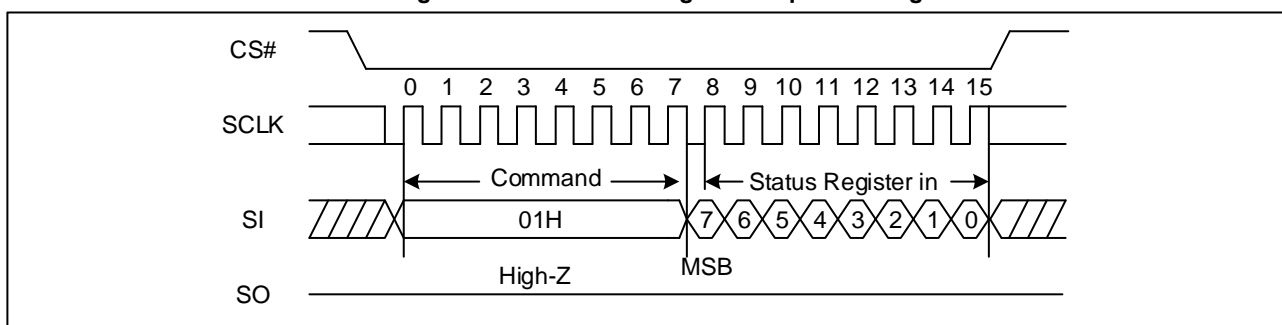 CS#
0 1 2 3 4 5 6 7 8 9 10 11 12 13 14 15
SCLK
Command
Status Register in
SI
01H
7 6 5 4 3 2 1 0
MSB
High-Z
SO